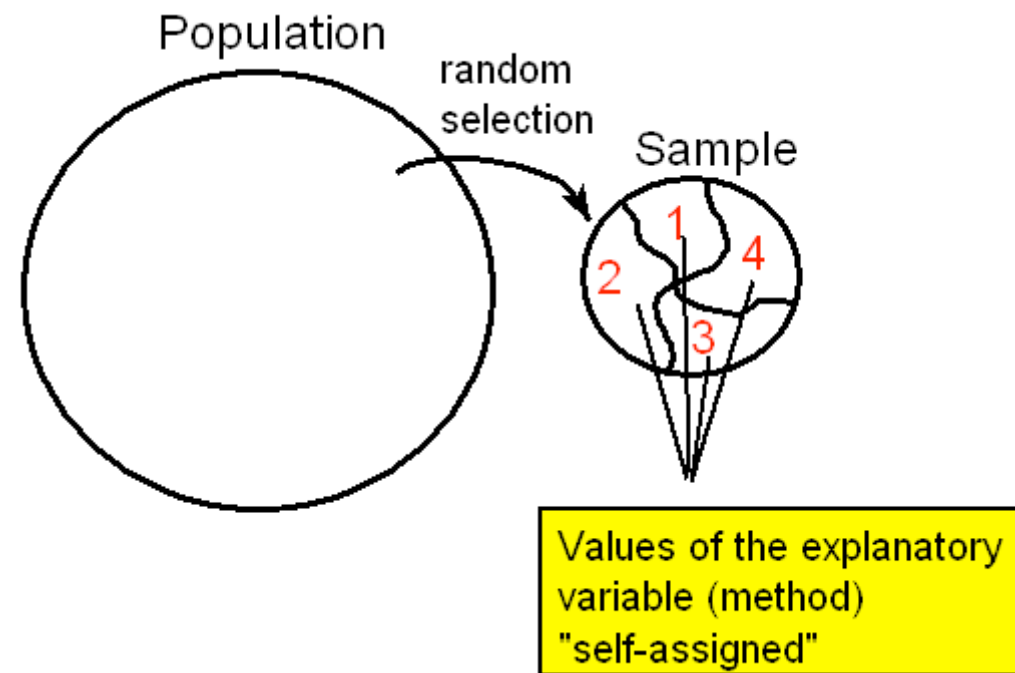 Population
random
selection
Sample
1
2
4
3
Values of the explanatory
variable (method)
"self-assigned"